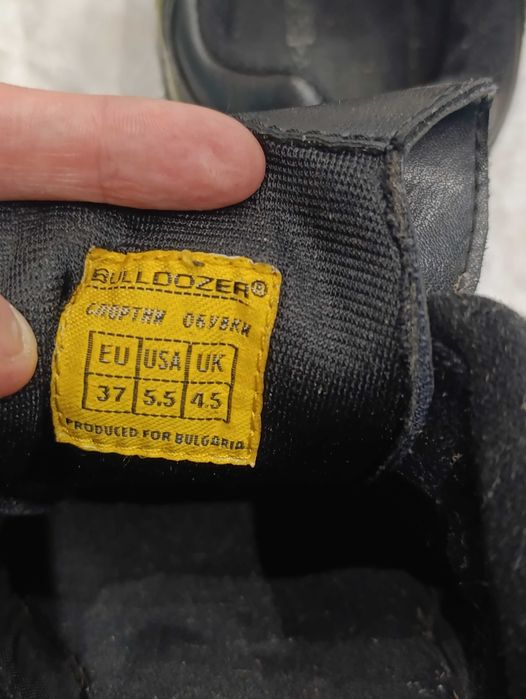 BULLDOZER®
СПОРТНИ ОБУВКИ
EU USA UK
37 5.5 4.5
PRODUCED FOR BULGARIA